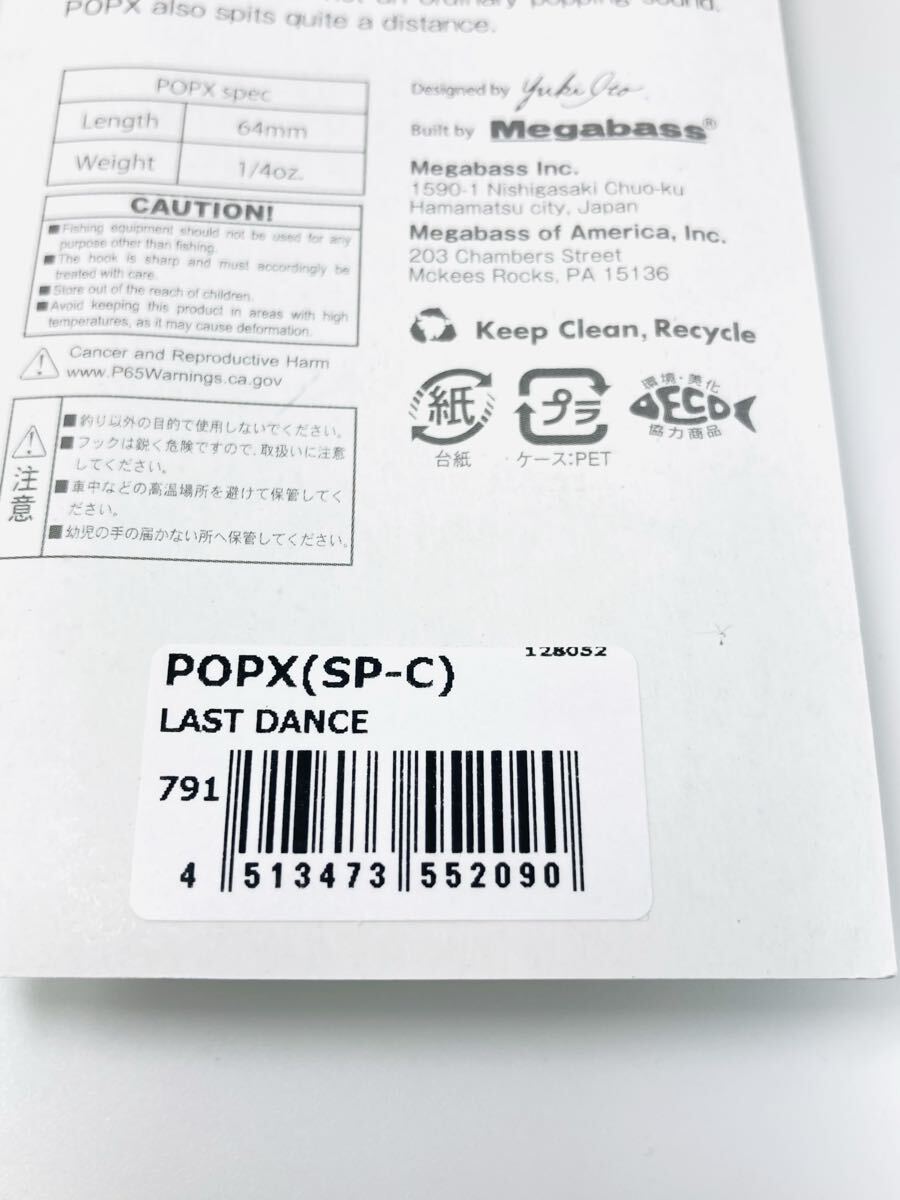 not an ordinary popping sound.
POPX also spits quite a distance.
POPX spec
Length 64mm
Weight 1/4oz.
CAUTION!
■Fishing equipment should not be used for any
purpose other than fishing.
■The hook is sharp and must accordingly be
treated with care.
■Store out of the reach of children.
■Avoid keeping this product in areas with high
temperatures, as it may cause deformation.
Cancer and Reproductive Harm
www.P65Warnings.ca.gov
注意
■釣り以外の目的で使用しないでください。
■フックは鋭く危険ですので、取扱いに注意
してください。
■車中などの高温場所を避けて保管してく
ださい。
■幼児の手の届かない所へ保管してください。
Designed by Yuki Ito
Built by Megabass®
Megabass Inc.
1590-1 Nishigasaki Chuo-ku
Hamamatsu city, Japan
Megabass of America, Inc.
203 Chambers Street
Mckees Rocks, PA 15136
Keep Clean, Recycle
紙
台紙
プラ
ケース:PET
環境・美化
ECO
協力商品
128052
POPX(SP-C)
LAST DANCE
791
4 513473 552090